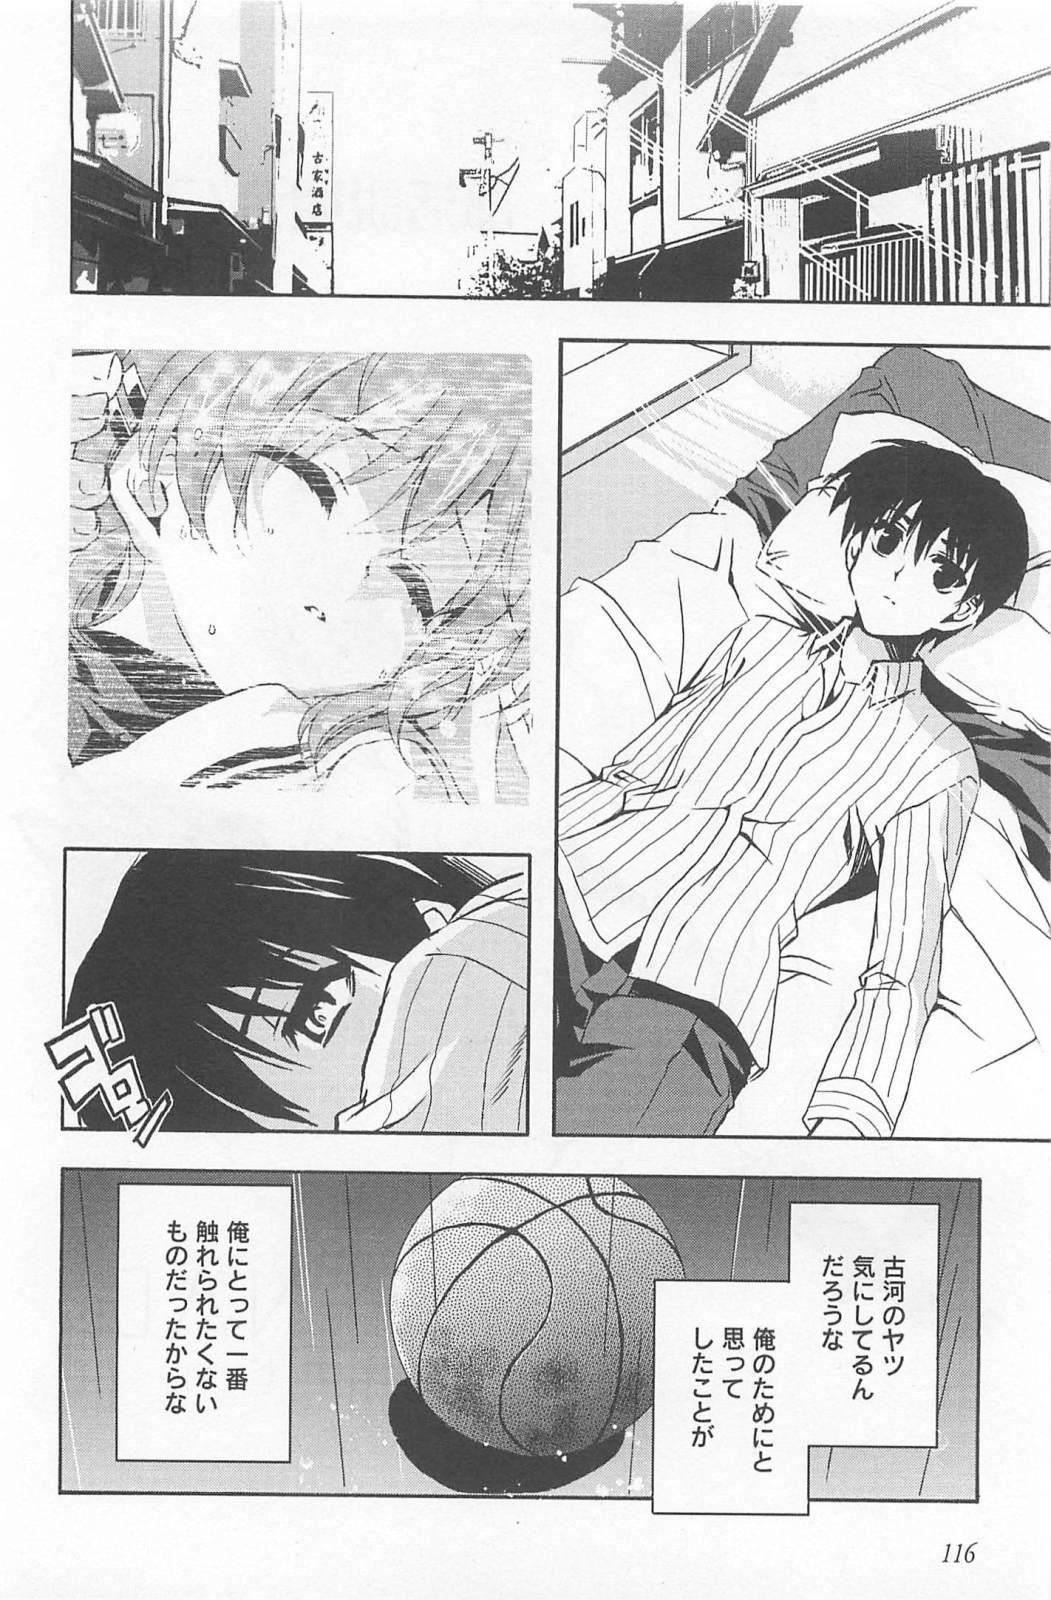 古家酒店
ゴロッ
古河のヤツ
気にしてるん
だろうな
俺のためにと
思って
したことが
俺にとって一番
触れられたくない
ものだったからな
116